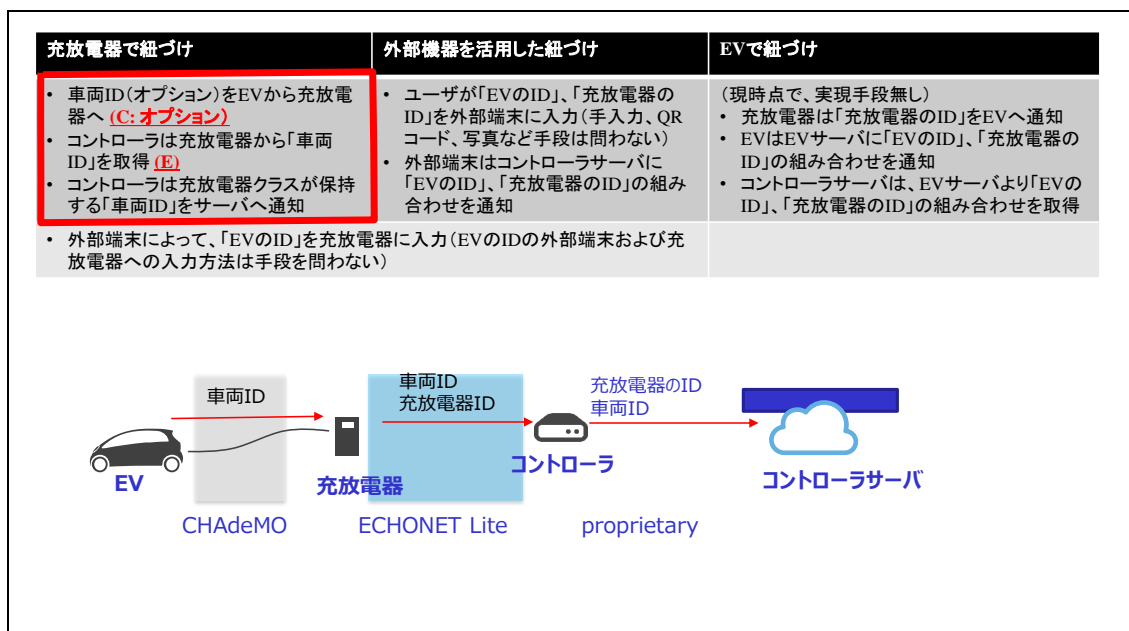 充放電器で紐づけ
外部機器を活用した紐づけ
EVで紐づけ
• 車両ID(オプション)をEVから充放電
器へ (C: オプション)
• コントローラは充放電器から「車両
ID」を取得 (E)
• コントローラは充放電器クラスが保持
する「車両ID」をサーバへ通知
• ユーザが「EVのID」、「充放電器の
ID」を外部端末に入力(手入力、QR
コード、写真など手段は問わない)
• 外部端末はコントローラサーバに
「EVのID」、「充放電器のID」の組み
合わせを通知
(現時点で、実現手段無し)
• 充放電器は「充放電器のID」をEVへ通知
• EVはEVサーバに「EVのID」、「充放電器の
ID」の組み合わせを通知
• コントローラサーバは、EVサーバより「EVの
ID」、「充放電器のID」の組み合わせを取得
• 外部端末によって、「EVのID」を充放電器に入力(EVのIDの外部端末および充
放電器への入力方法は手段を問わない)
車両ID
車両ID
充放電器ID
充放電器のID
車両ID
EV
充放電器
コントローラ
コントローラサーバ
CHAdeMO
ECHONET Lite
proprietary